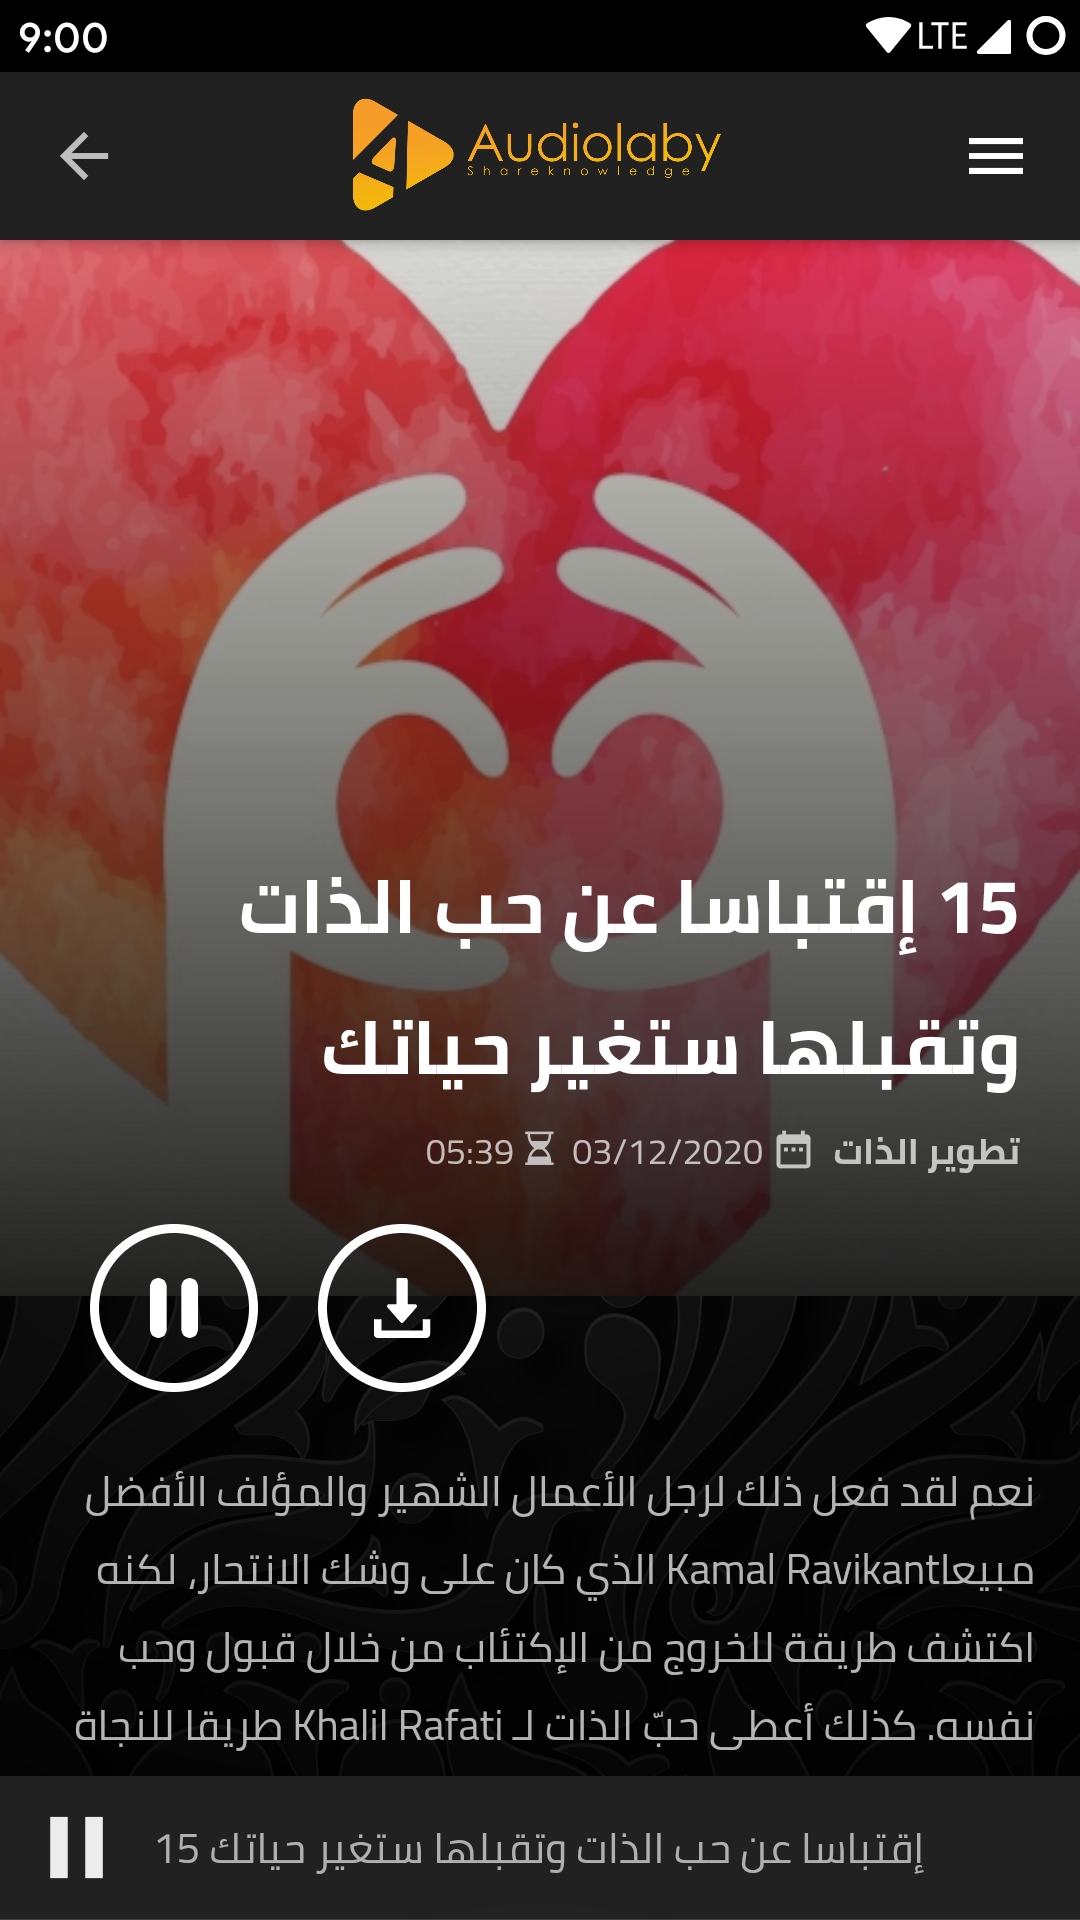 9:00
LTE
Audiolaby
Shareknowledge
15 إقتباسا عن حب الذات
وتقبلها ستغير حياتك
تطوير الذات 03/12/2020 05:39
نعم لقد فعل ذلك لرجل الأعمال الشهير والمؤلف الأفضل
مبيعاKamal Ravikant الذي كان على وشك الانتحار، لكنه
اكتشف طريقة للخروج من الإكتئاب من خلال قبول وحب
نفسه. كذلك أعطى حبّ الذات لـ Khalil Rafati طريقا للنجاة
إقتباسا عن حب الذات وتقبلها ستغير حياتك 15